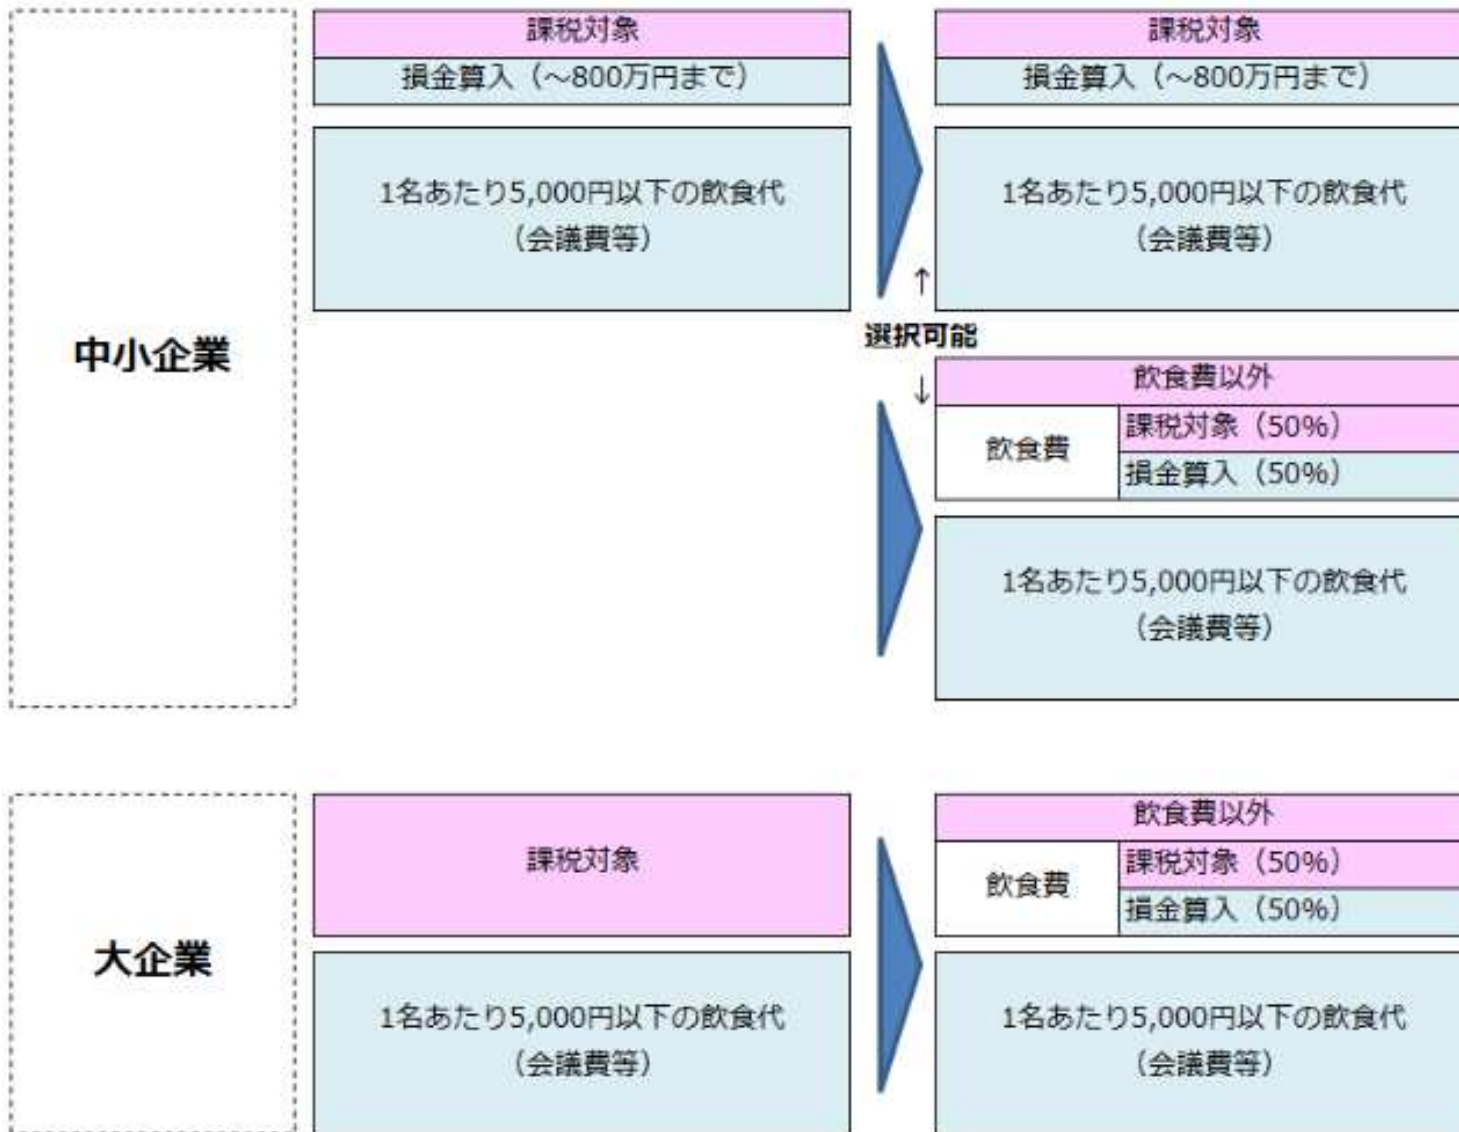 中小企業
課税対象
損金算入（～800万円まで）
1名あたり5,000円以下の飲食代
（会議費等）
課税対象
損金算入（～800万円まで）
1名あたり5,000円以下の飲食代
（会議費等）
↑
選択可能
↓
飲食費以外
飲食費
課税対象（50%）
損金算入（50%）
1名あたり5,000円以下の飲食代
（会議費等）
大企業
課税対象
1名あたり5,000円以下の飲食代
（会議費等）
飲食費以外
飲食費
課税対象（50%）
損金算入（50%）
1名あたり5,000円以下の飲食代
（会議費等）